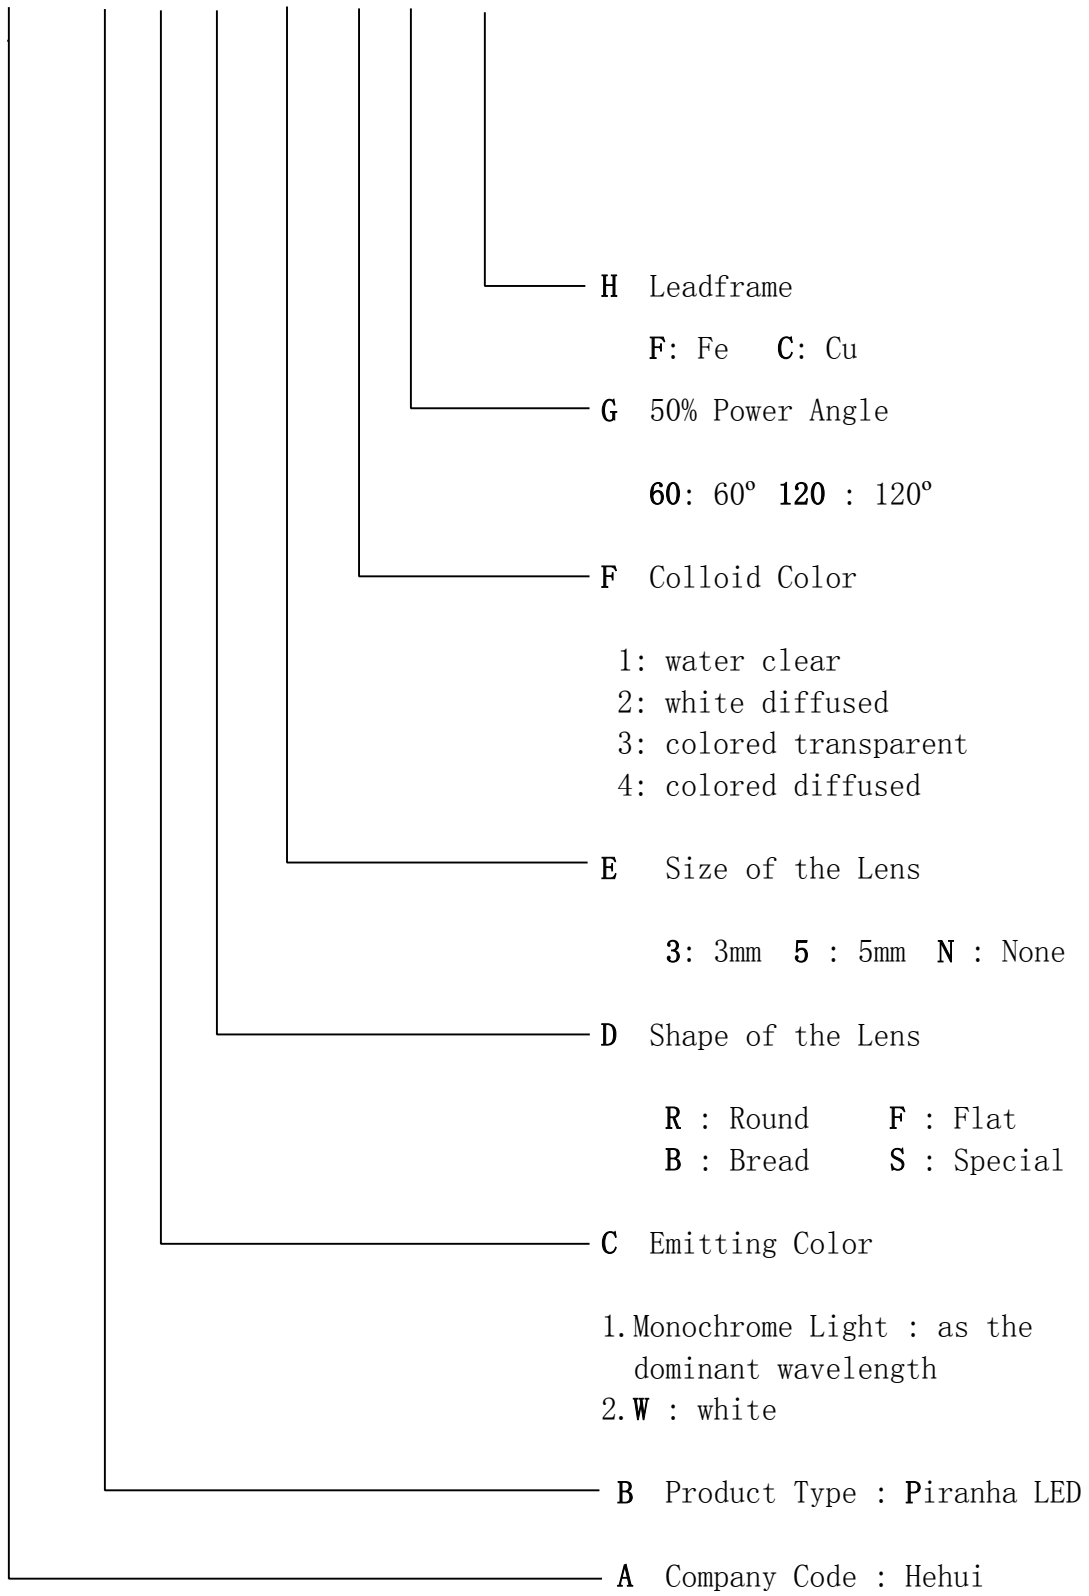 H Leadframe
F: Fe C: Cu
G 50% Power Angle
60: 60° 120 : 120°
F Colloid Color
1: water clear
2: white diffused
3: colored transparent
4: colored diffused
E Size of the Lens
3: 3mm 5 : 5mm N : None
D Shape of the Lens
R : Round F : Flat
B : Bread S : Special
C Emitting Color
1.Monochrome Light : as the
dominant wavelength
2.W : white
B Product Type : Piranha LED
A Company Code : Hehui